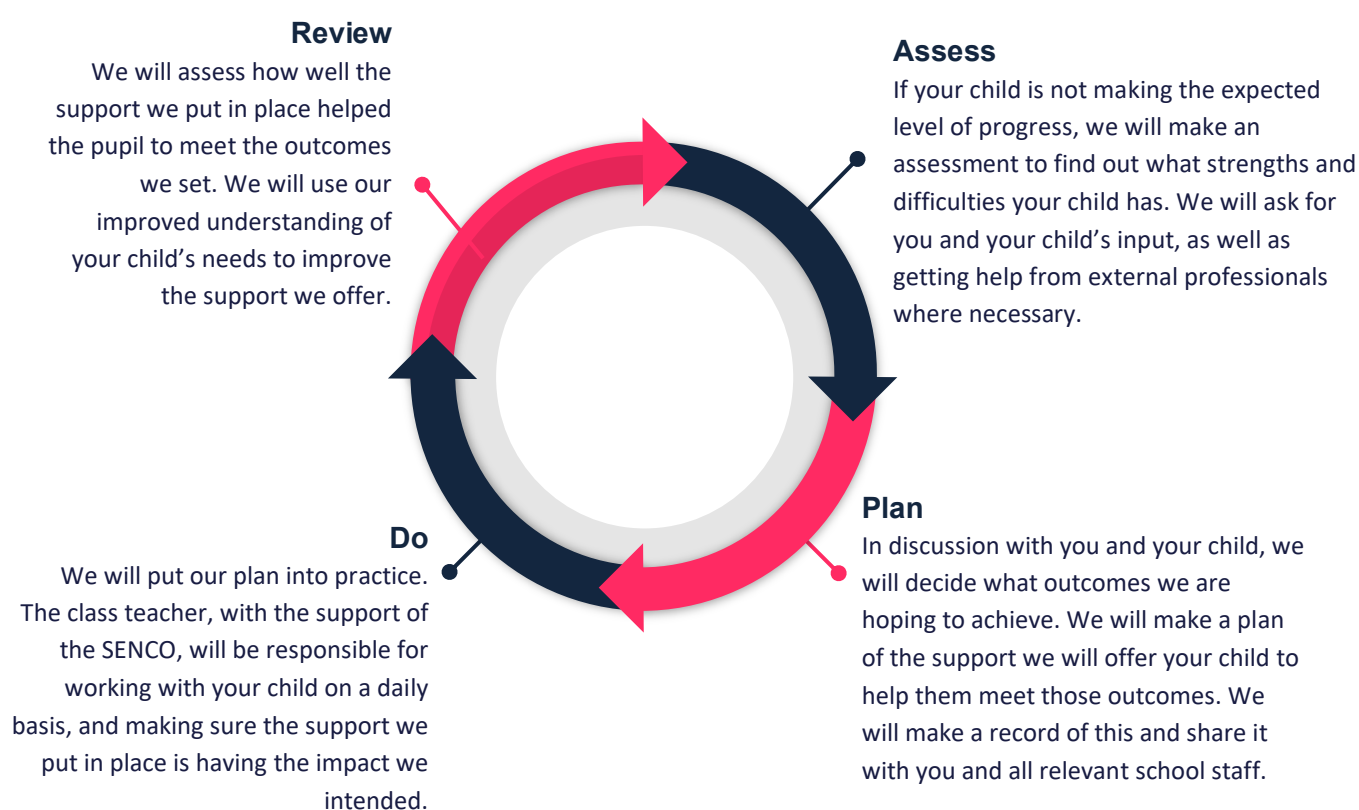 Review
We will assess how well the
support we put in place helped
the pupil to meet the outcomes
we set. We will use our
improved understanding of
your child’s needs to improve
the support we offer.
Assess
If your child is not making the expected
level of progress, we will make an
assessment to find out what strengths and
difficulties your child has. We will ask for
you and your child’s input, as well as
getting help from external professionals
where necessary.
Plan
In discussion with you and your child, we
will decide what outcomes we are
hoping to achieve. We will make a plan
of the support we will offer your child to
help them meet those outcomes. We
will make a record of this and share it
with you and all relevant school staff.
Do
We will put our plan into practice.
The class teacher, with the support of
the SENCO, will be responsible for
working with your child on a daily
basis, and making sure the support we
put in place is having the impact we
intended.